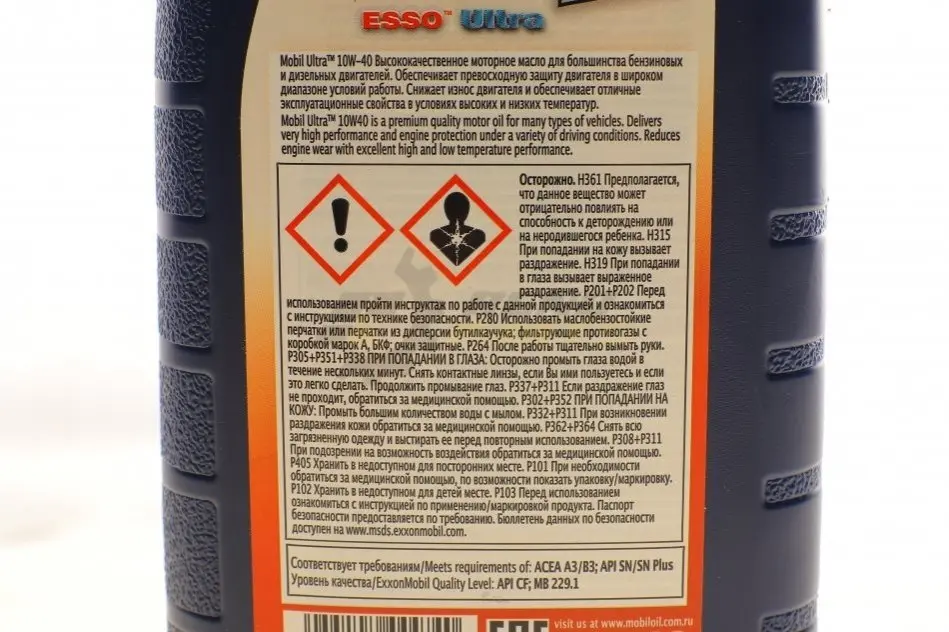 ESSO™ Ultra
Mobil Ultra™ 10W-40 Высококачественное моторное масло для большинства бензиновых
и дизельных двигателей. Обеспечивает превосходную защиту двигателя в широком
диапазоне условий работы. Снижает износ двигателя и обеспечивает отличные
эксплуатационные свойства в условиях высоких и низких температур.
Mobil Ultra™ 10W40 is a premium quality motor oil for many types of vehicles. Delivers
very high performance and engine protection under a variety of driving conditions. Reduces
engine wear with excellent high and low temperature performance.
Осторожно. H361 Предполагается,
что данное вещество может
отрицательно повлиять на
способность к деторождению или
на неродившегося ребенка. H315
При попадании на кожу вызывает
раздражение. H319 При попадании
в глаза вызывает выраженное
раздражение. P201+P202 Перед
использованием пройти инструктаж по работе с данной продукцией и ознакомиться
с инструкциями по технике безопасности. P280 Использовать маслобензостойкие
перчатки или перчатки из дисперсии бутилкаучука; фильтрующие противогазы с
коробкой марок А, БКФ; очки защитные. P264 После работы тщательно вымыть руки.
P305+P351+P338 ПРИ ПОПАДАНИИ В ГЛАЗА: Осторожно промыть глаза водой в
течение нескольких минут. Снять контактные линзы, если Вы ими пользуетесь и если
это легко сделать. Продолжить промывание глаз. P337+P311 Если раздражение глаз
не проходит, обратиться за медицинской помощью. P302+P352 ПРИ ПОПАДАНИИ НА
КОЖУ: Промыть большим количеством воды с мылом. P332+P311 При возникновении
раздражения кожи обратиться за медицинской помощью. P362+P364 Снять всю
загрязненную одежду и выстирать ее перед повторным использованием. P308+P311
При подозрении на возможность воздействия обратиться за медицинской помощью.
P405 Хранить в недоступном для посторонних месте. P101 При необходимости
обратиться за медицинской помощью, по возможности показать упаковку/маркировку.
P102 Хранить в недоступном для детей месте. P103 Перед использованием
ознакомиться с инструкцией по применению/маркировкой продукта. Паспорт
безопасности предоставляется по требованию. Бюллетень данных по безопасности
доступен на www.msds.exxonmobil.com.
Соответствует требованиям/Meets requirements of: ACEA A3/B3; API SN/SN Plus
Уровень качества/ExxonMobil Quality Level: API CF; MB 229.1
visit us at www.mobiloil.com.ru